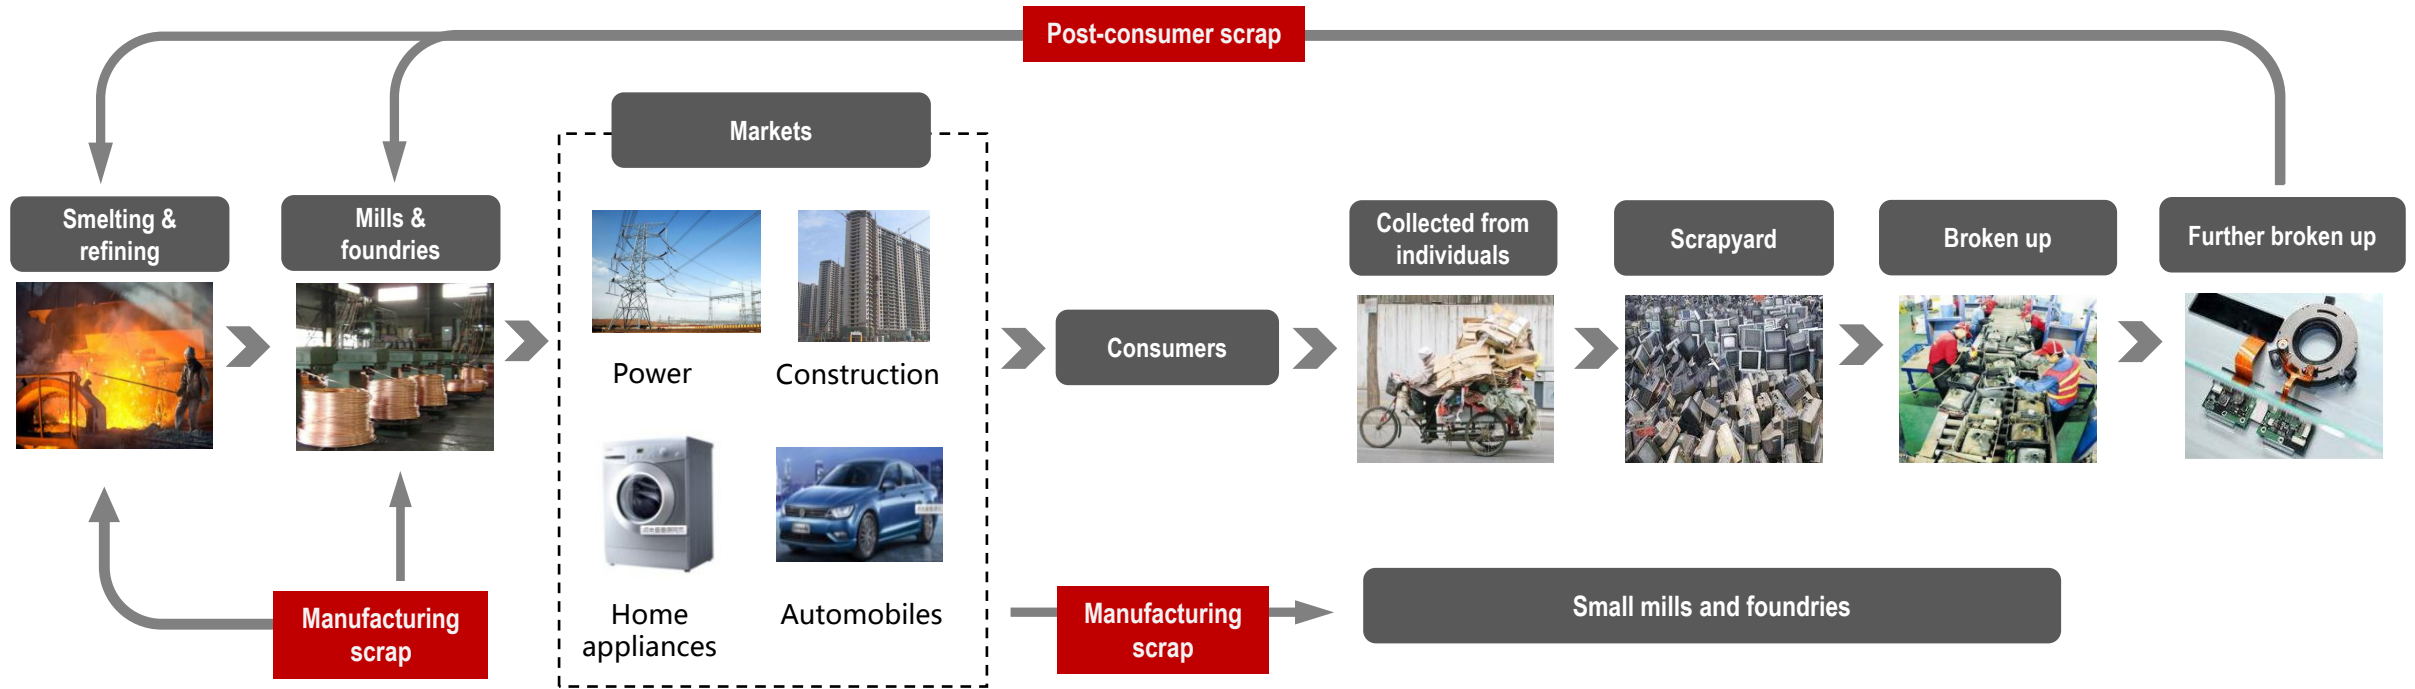 Post-consumer scrap
Markets
Smelting &
refining
Mills &
foundries
Power
Construction
Home
appliances
Automobiles
Consumers
Collected from
individuals
Scrapyard
Broken up
Further broken up
Manufacturing
scrap
Manufacturing
scrap
Small mills and foundries